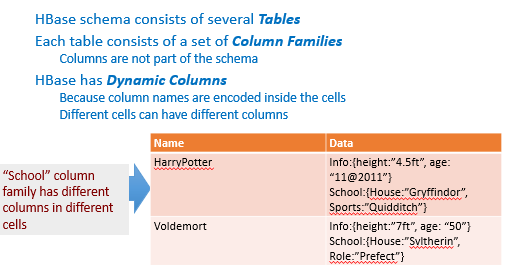 HBase schema consists of several Tables
Each table consists of a set of Column Families
Columns are not part of the schema
HBase has Dynamic Columns
Because column names are encoded inside the cells
Different cells can have different columns
Name Data
HarryPotter Info:{height:"4.5ft", age:
"11@2011"}
School:{House:"Gryffindor",
Sports:"Quidditch"}
Voldemort Info:{height:"7ft", age: "50"}
School:{House:"Syltherin",
Role:"Prefect"}
"School" column
family has different
columns in different
cells